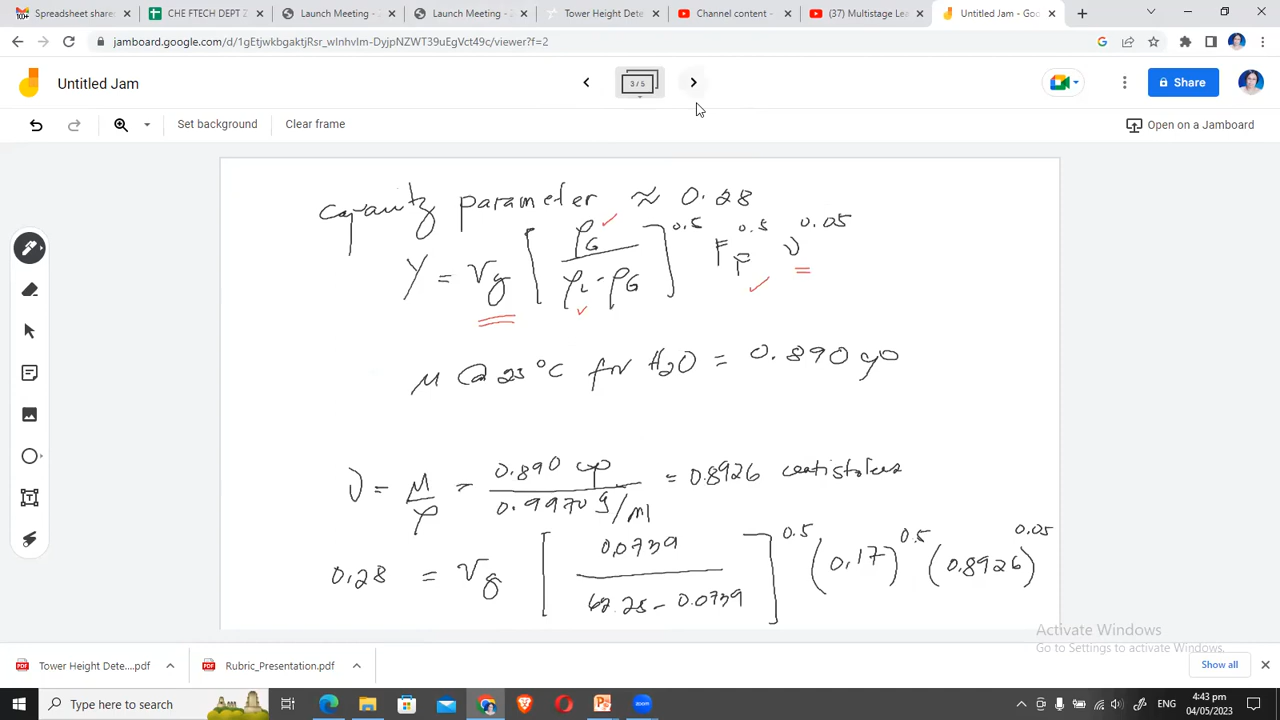 Spreadsheet shared
CHE FTECH DEPT
Launch Meeting -
Launch Meeting -
Tower Height Dete
Channel content -
(37) Multistage Lea
Untitled Jam - Goo
jamboard.google.com/d/1gEtjwkbgaktjRsr_wInhvIm-DyjpNZWT39uEgVct49c/viewer?f=2
Untitled Jam
3 / 5
Share
Set background
Clear frame
Open on a Jamboard
capacity parameter ≈ 0.28
Y = vg [ρG / (ρL - ρG)]^0.5 Fp^0.5 ν^0.05
μ @ 25 °C for H2O = 0.890 cp
ν = μ/ρ = 0.890 cp / 0.9970 g/ml = 0.8926 centistokes
0.28 = vg [0.0739 / (62.25 - 0.0739)]^0.5 (0.17)^0.5 (0.8926)^0.05
Activate Windows
Go to Settings to activate Windows.
Tower Height Dete....pdf
Rubric_Presentation.pdf
Show all
Type here to search
ENG
4:43 pm
04/05/2023